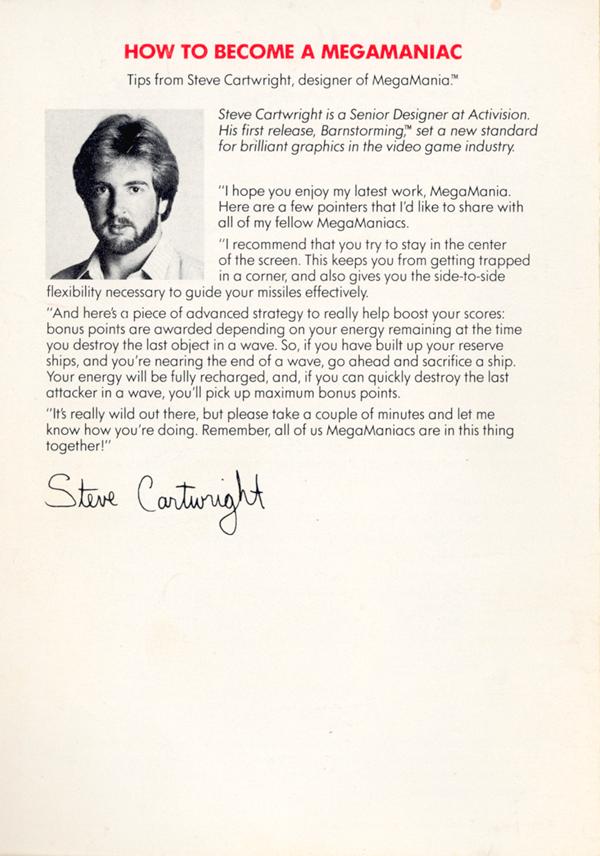 HOW TO BECOME A MEGAMANIAC
Tips from Steve Cartwright, designer of MegaMania.™
Steve Cartwright is a Senior Designer at Activision.
His first release, Barnstorming,™ set a new standard
for brilliant graphics in the video game industry.
"I hope you enjoy my latest work, MegaMania.
Here are a few pointers that I'd like to share with
all of my fellow MegaManiacs.
"I recommend that you try to stay in the center
of the screen. This keeps you from getting trapped
in a corner, and also gives you the side-to-side
flexibility necessary to guide your missiles effectively.
"And here's a piece of advanced strategy to really help boost your scores:
bonus points are awarded depending on your energy remaining at the time
you destroy the last object in a wave. So, if you have built up your reserve
ships, and you're nearing the end of a wave, go ahead and sacrifice a ship.
Your energy will be fully recharged, and, if you can quickly destroy the last
attacker in a wave, you'll pick up maximum bonus points.
"It's really wild out there, but please take a couple of minutes and let me
know how you're doing. Remember, all of us MegaManiacs are in this thing
together!"
Steve Cartwright